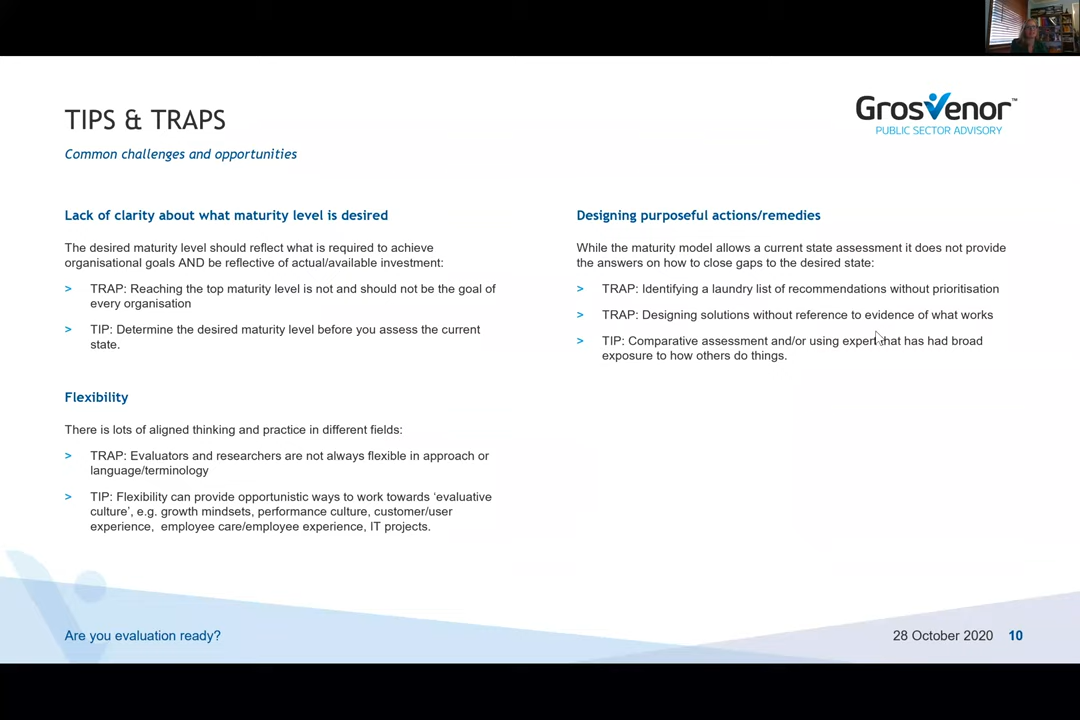 TIPS & TRAPS
Common challenges and opportunities
Grosvenor™
PUBLIC SECTOR ADVISORY
Lack of clarity about what maturity level is desired
The desired maturity level should reflect what is required to achieve
organisational goals AND be reflective of actual/available investment:
> TRAP: Reaching the top maturity level is not and should not be the goal of
every organisation
> TIP: Determine the desired maturity level before you assess the current
state.
Flexibility
There is lots of aligned thinking and practice in different fields:
> TRAP: Evaluators and researchers are not always flexible in approach or
language/terminology
> TIP: Flexibility can provide opportunistic ways to work towards ‘evaluative
culture’, e.g. growth mindsets, performance culture, customer/user
experience, employee care/employee experience, IT projects.
Designing purposeful actions/remedies
While the maturity model allows a current state assessment it does not provide
the answers on how to close gaps to the desired state:
> TRAP: Identifying a laundry list of recommendations without prioritisation
> TRAP: Designing solutions without reference to evidence of what works
> TIP: Comparative assessment and/or using expert that has had broad
exposure to how others do things.
Are you evaluation ready?
28 October 2020 10